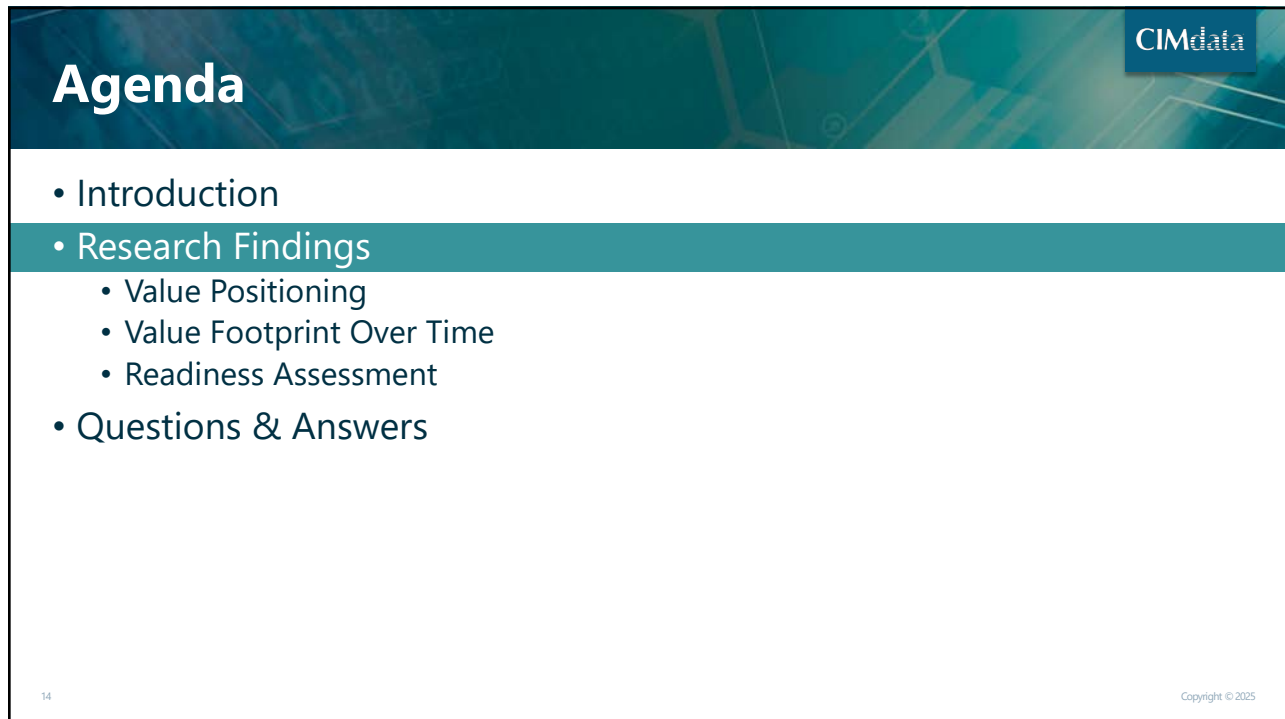 Agenda
CIMdata
• Introduction
• Research Findings
• Value Positioning
• Value Footprint Over Time
• Readiness Assessment
• Questions & Answers
14
Copyright © 2025